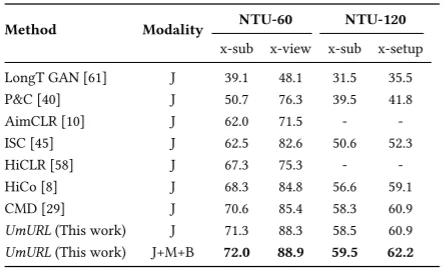 Method Modality NTU-60 NTU-120
x-sub x-view x-sub x-setup
LongT GAN [61] J 39.1 48.1 31.5 35.5
P&C [40] J 50.7 76.3 39.5 41.8
AimCLR [10] J 62.0 71.5 - -
ISC [45] J 62.5 82.6 50.6 52.3
HiCLR [58] J 67.3 75.3 - -
HiCo [8] J 68.3 84.8 56.6 59.1
CMD [29] J 70.6 85.4 58.3 60.9
UmURL (This work) J 71.3 88.3 58.5 60.9
UmURL (This work) J+M+B 72.0 88.9 59.5 62.2